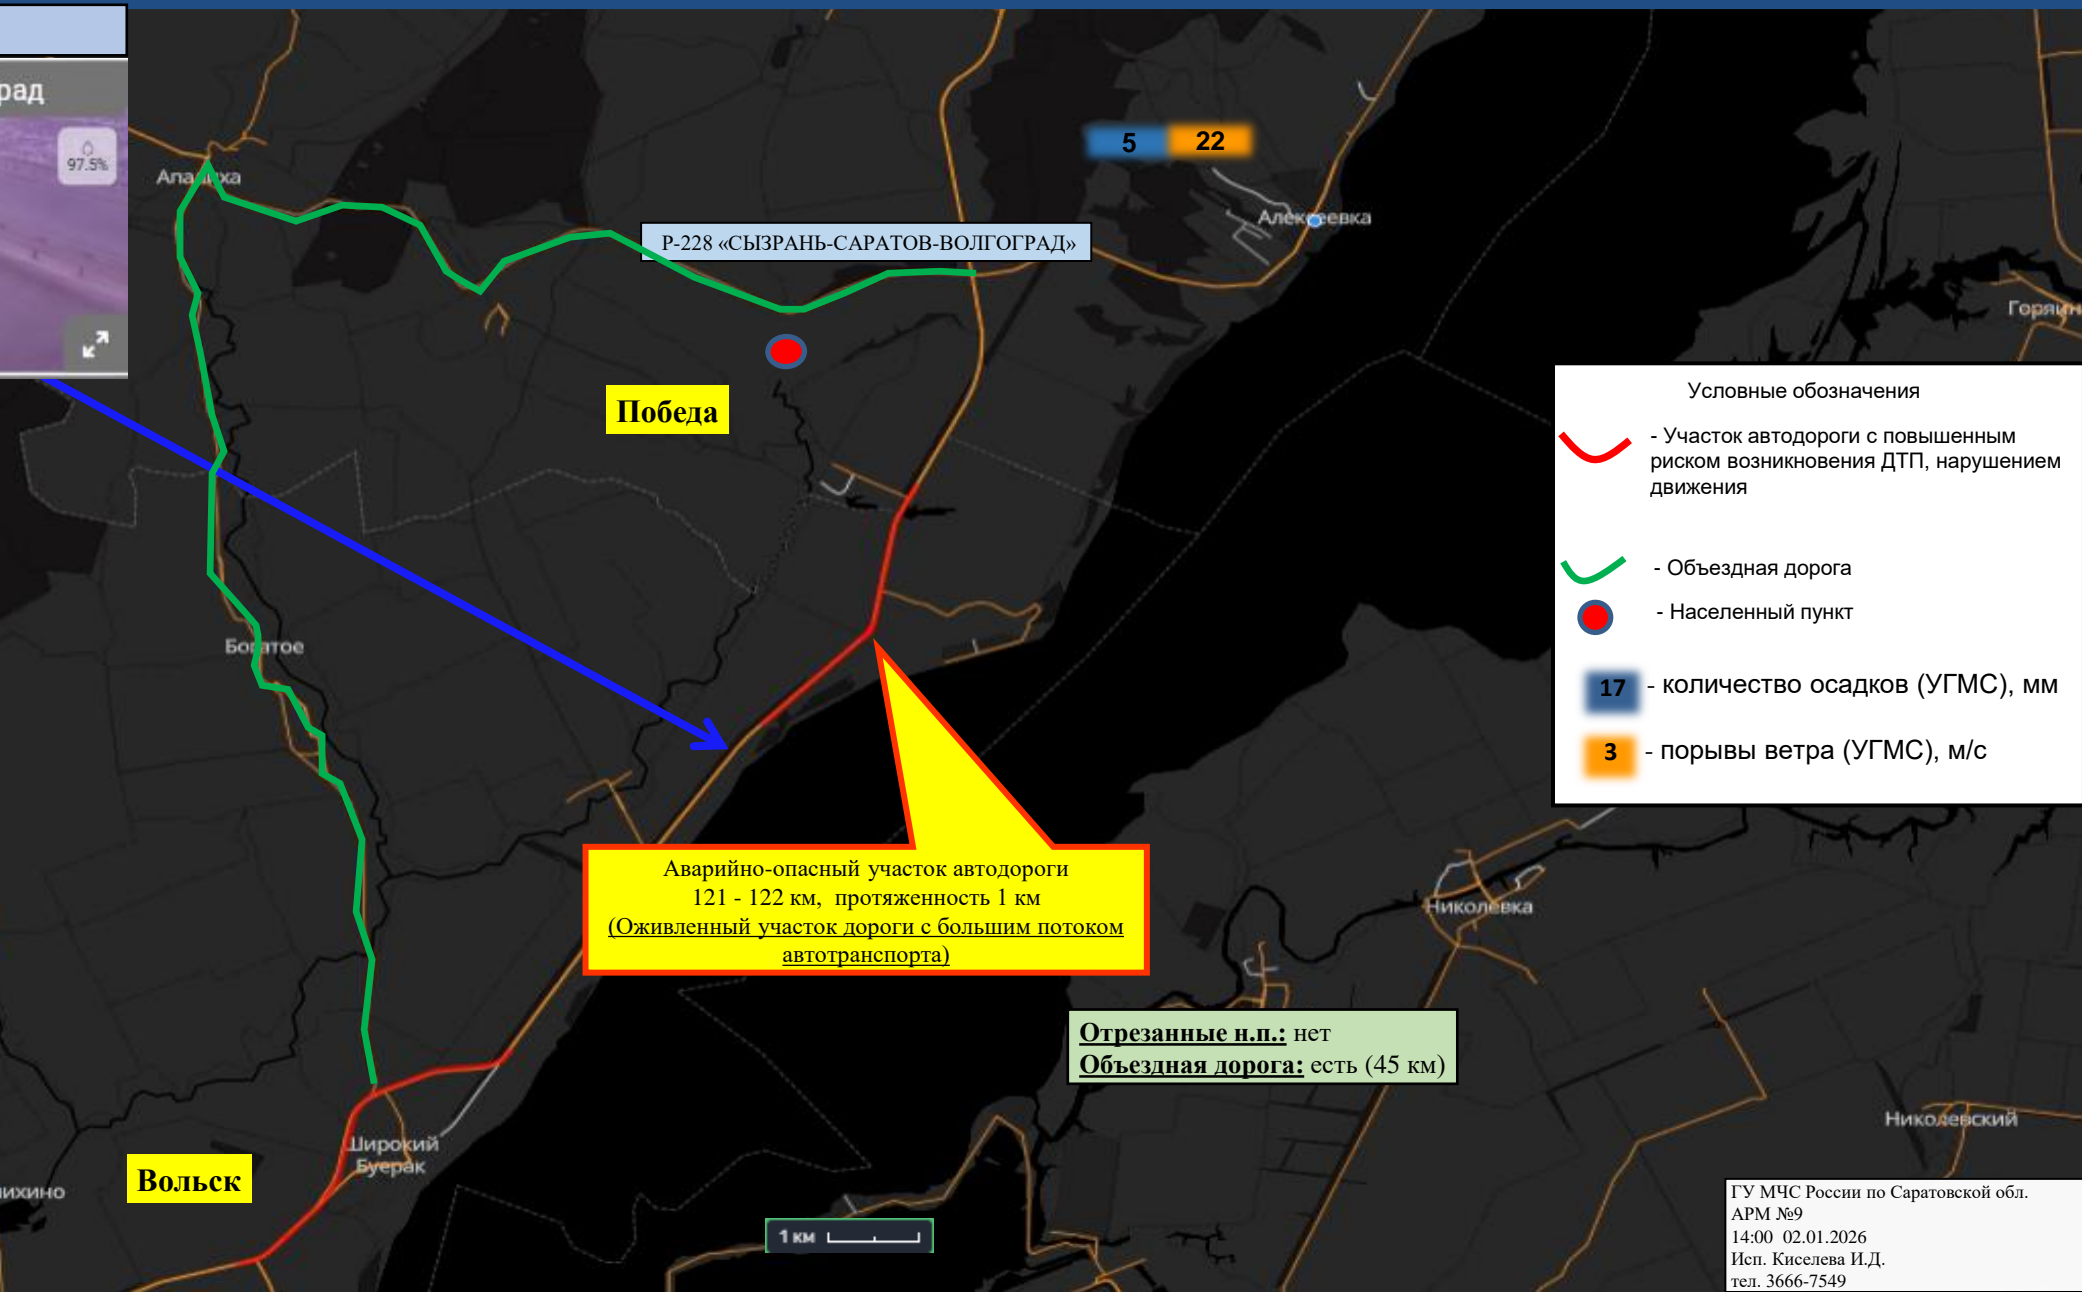 97.5%
5 22
Алексеевка
Р-228 «СЫЗРАНЬ-САРАТОВ-ВОЛГОГРАД»
Победа
Условные обозначения
- Участок автодороги с повышенным
риском возникновения ДТП, нарушением
движения
- Объездная дорога
- Населенный пункт
17 - количество осадков (УГМС), мм
3 - порывы ветра (УГМС), м/с
Богатое
Аварийно-опасный участок автодороги
121 - 122 км, протяженность 1 км
(Оживленный участок дороги с большим потоком
автотранспорта)
Николевка
Отрезанные н.п.: нет
Объездная дорога: есть (45 км)
Николевский
Широкий
Буерак
Вольск
1 км
ГУ МЧС России по Саратовской обл.
АРМ №9
14:00 02.01.2026
Исп. Киселева И.Д.
тел. 3666-7549